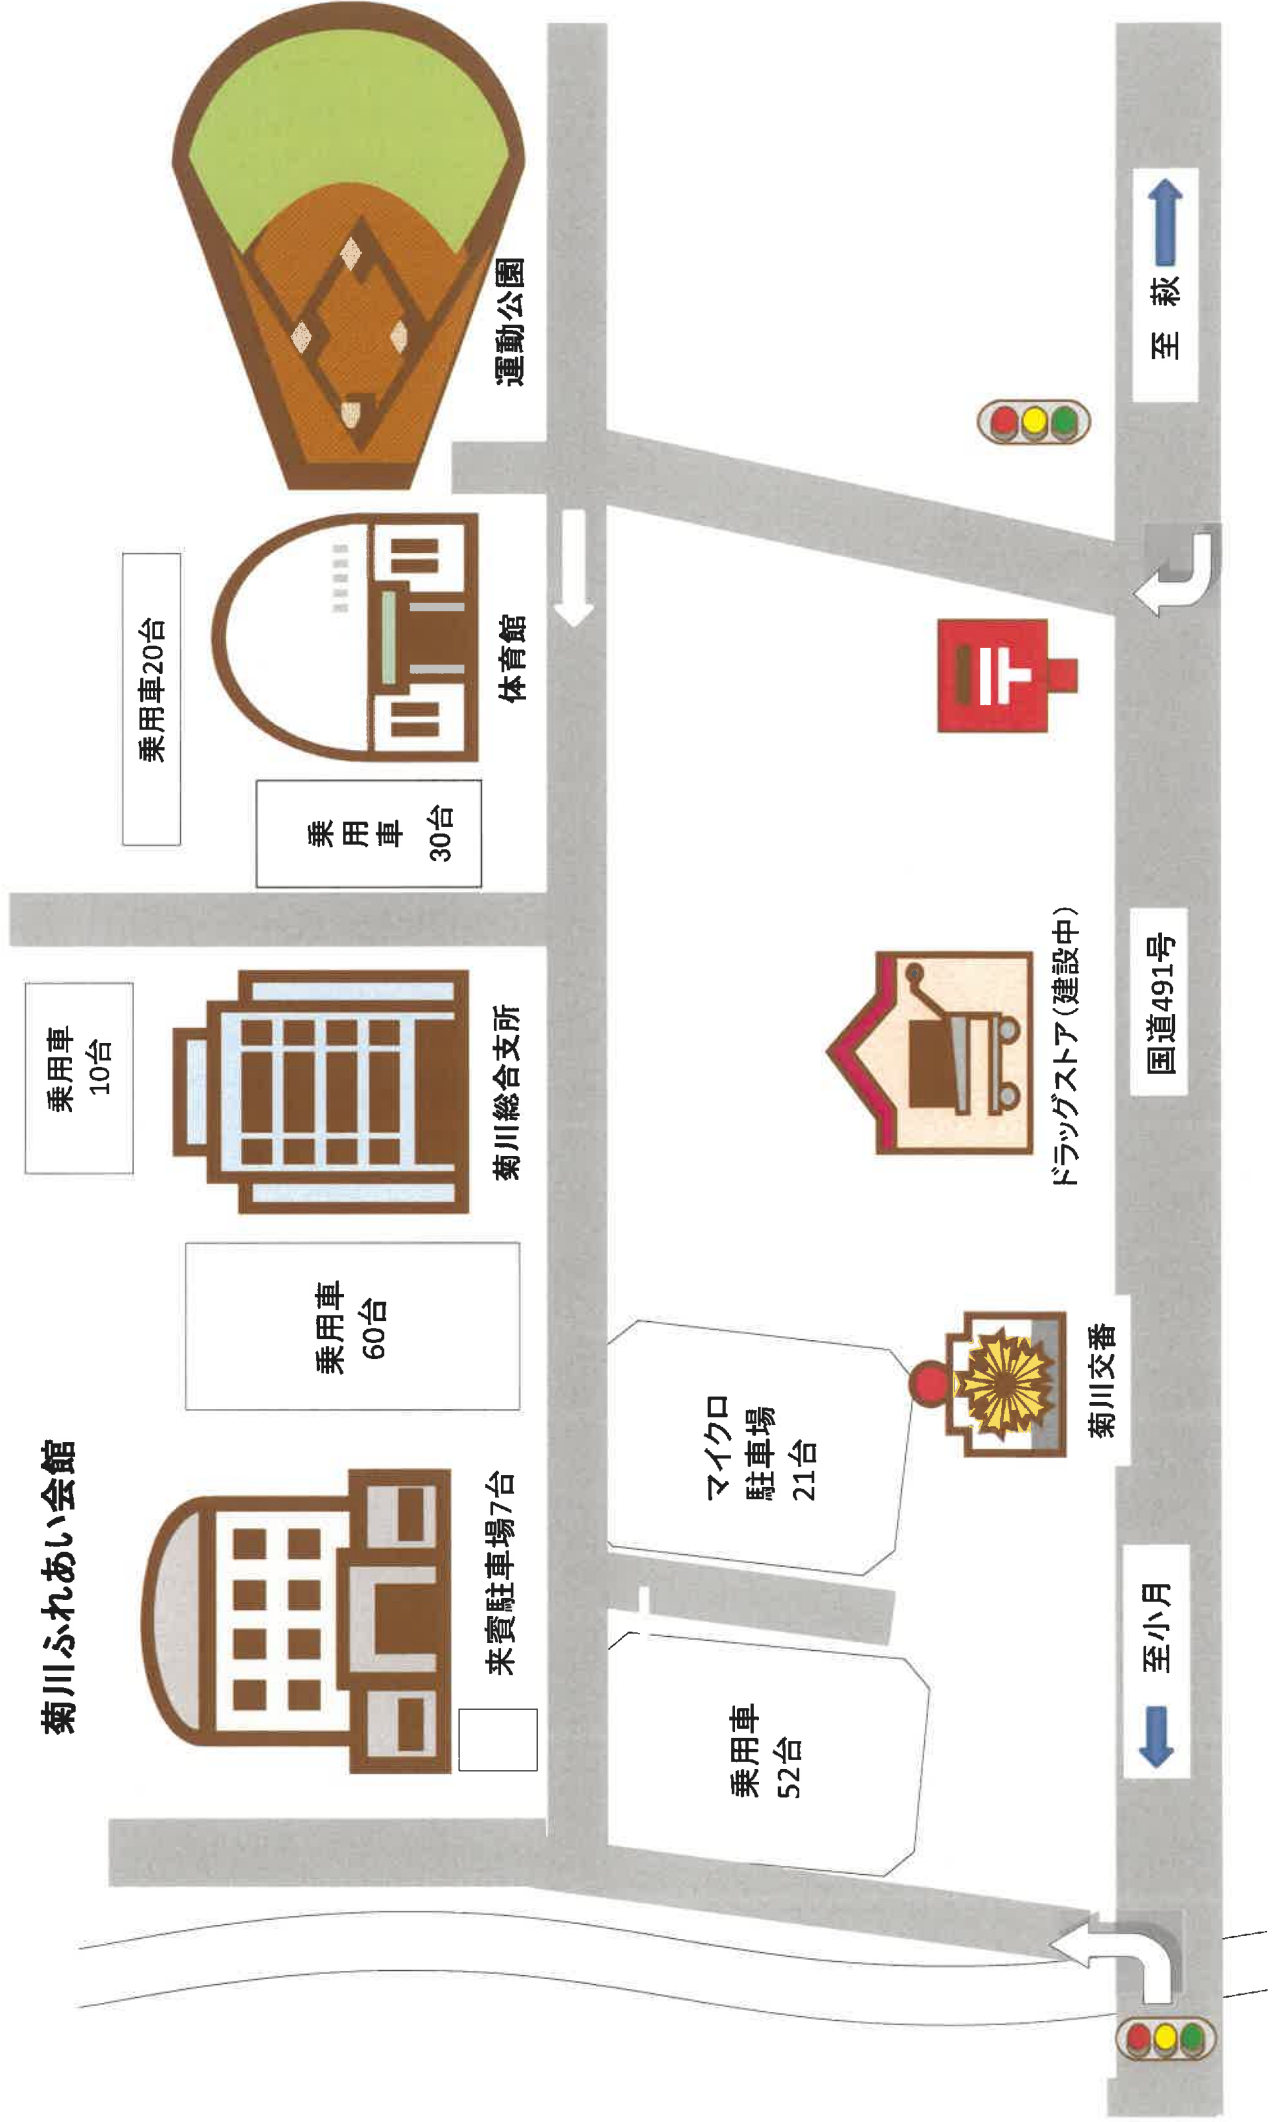 菊川ふれあい会館
乗用車
10台
乗用車20台
乗用車
60台
乗
用
車
30台
来賓駐車場7台
菊川総合支所
体育館
運動公園
乗用車
52台
マイクロ
駐車場
21台
ドラッグストア(建設中)
菊川交番
至小月
国道491号
至 萩